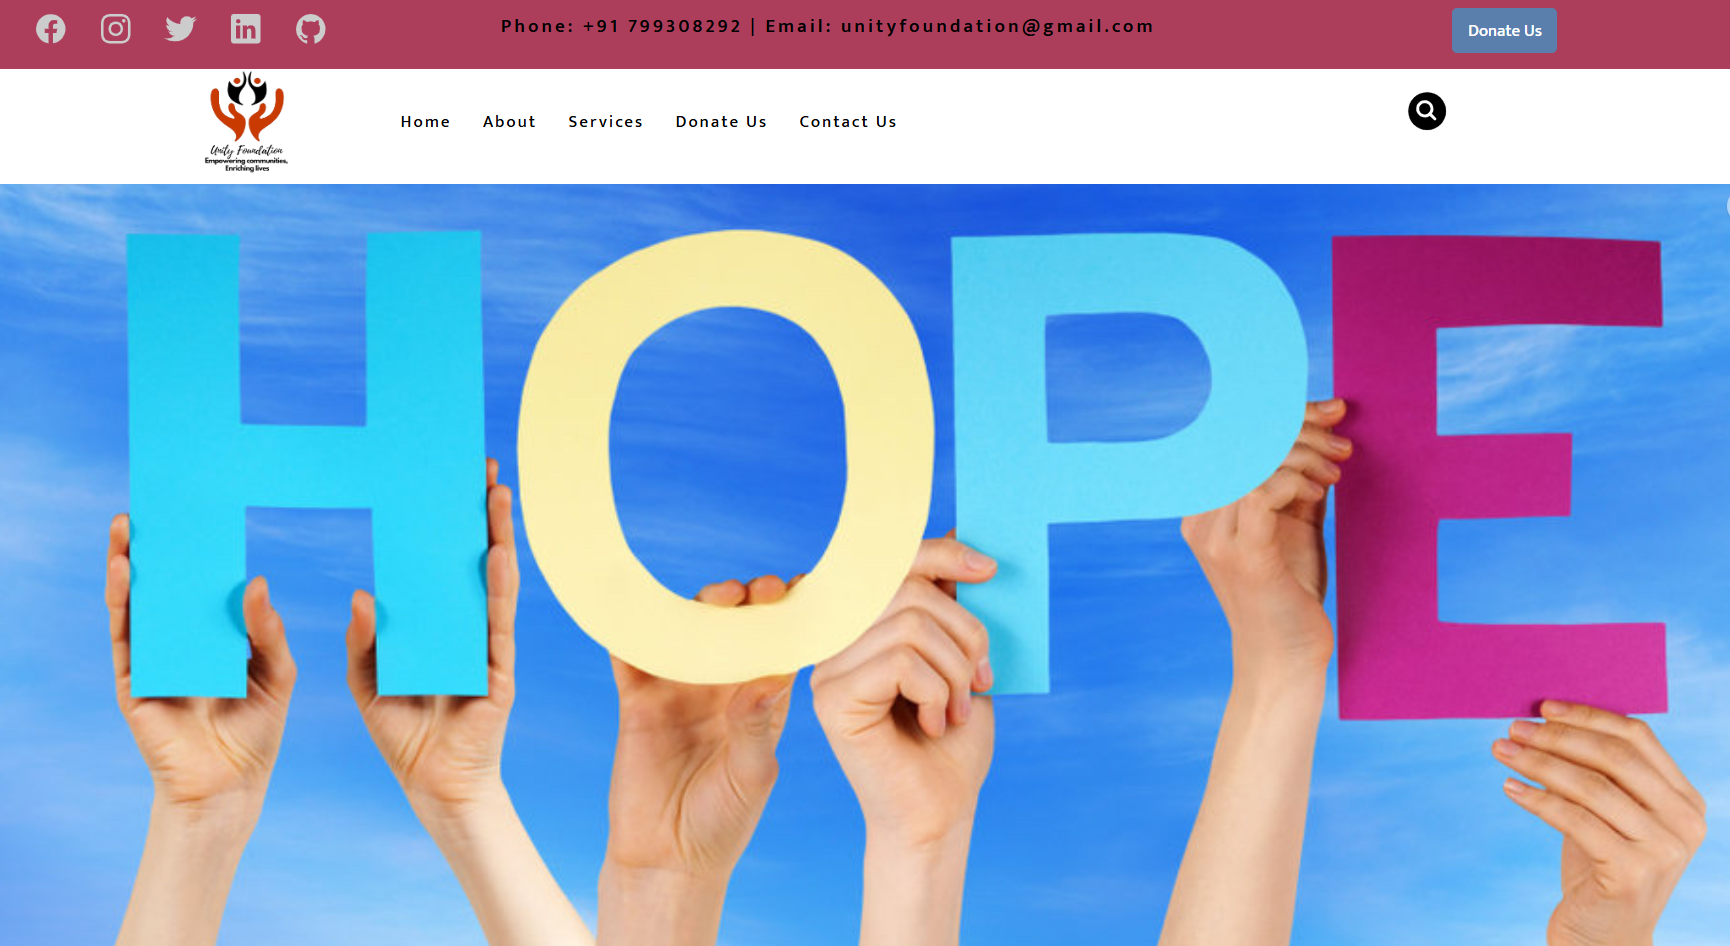 Phone: +91 799308292 | Email: unityfoundation@gmail.com
Donate Us
Unity Foundation
Empowering communities,
Enriching lives
Home
About
Services
Donate Us
Contact Us
HOPE